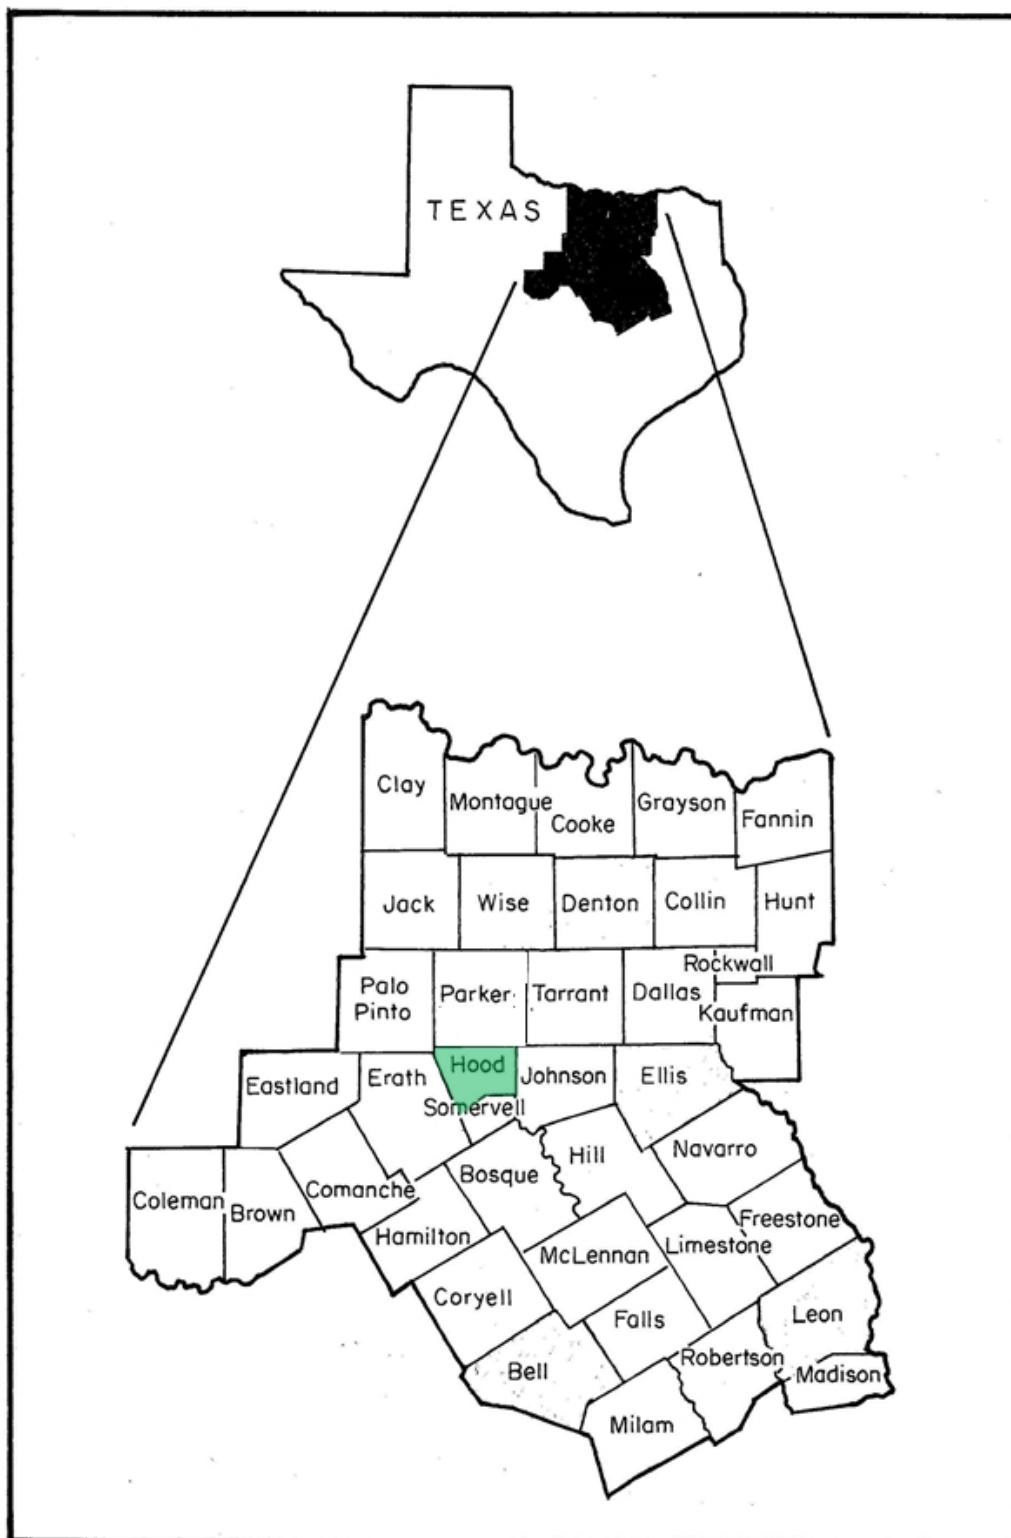 TEXAS
Clay
Montague
Cooke
Grayson
Fannin
Jack
Wise
Denton
Collin
Hunt
Rockwall
Palo
Pinto
Parker
Tarrant
Dallas
Kaufman
Eastland
Erath
Hood
Johnson
Ellis
Somervell
Coleman
Brown
Comanche
Bosque
Hill
Navarro
Hamilton
McLennan
Limestone
Freestone
Coryell
Falls
Leon
Bell
Robertson
Madison
Milam